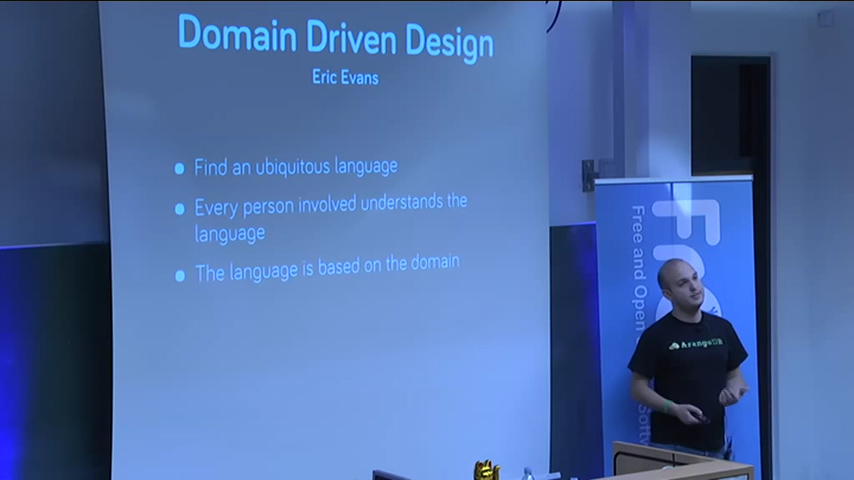 Domain Driven Design
Eric Evans
Find an ubiquitous language
Every person involved understands the
language
The language is based on the domain
Free and Open
Softw
ArangoDB